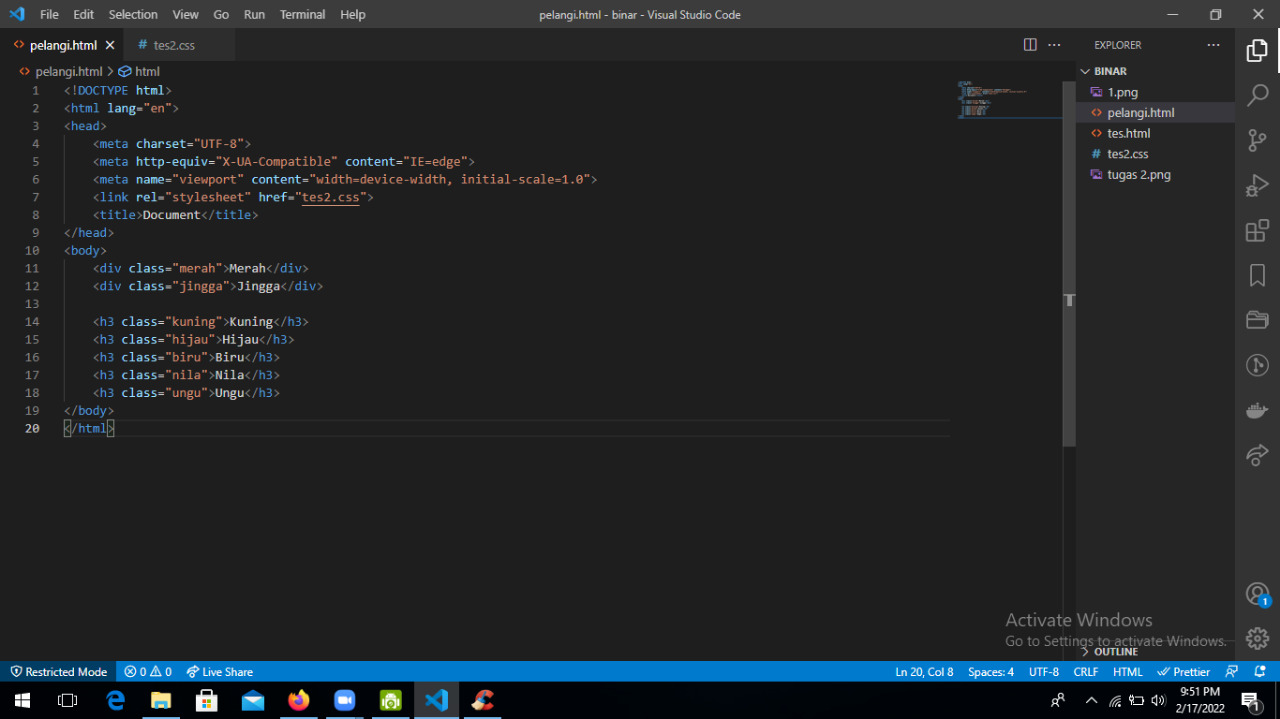 File Edit Selection View Go Run Terminal Help pelangi.html - binar - Visual Studio Code
pelangi.html tes2.css
pelangi.html > html
1 <!DOCTYPE html>
2 <html lang="en">
3 <head>
4 <meta charset="UTF-8">
5 <meta http-equiv="X-UA-Compatible" content="IE=edge">
6 <meta name="viewport" content="width=device-width, initial-scale=1.0">
7 <link rel="stylesheet" href="tes2.css">
8 <title>Document</title>
9 </head>
10 <body>
11 <div class="merah">Merah</div>
12 <div class="jingga">Jingga</div>
13
14 <h3 class="kuning">Kuning</h3>
15 <h3 class="hijau">Hijau</h3>
16 <h3 class="biru">Biru</h3>
17 <h3 class="nila">Nila</h3>
18 <h3 class="ungu">Ungu</h3>
19 </body>
20 </html>
EXPLORER
BINAR
1.png
pelangi.html
tes.html
tes2.css
tugas 2.png
1
Activate Windows
Go to Settings to activate Windows.
OUTLINE
Restricted Mode 0 0 Live Share Ln 20, Col 8 Spaces: 4 UTF-8 CRLF HTML Prettier
9:51 PM
2/17/2022
1